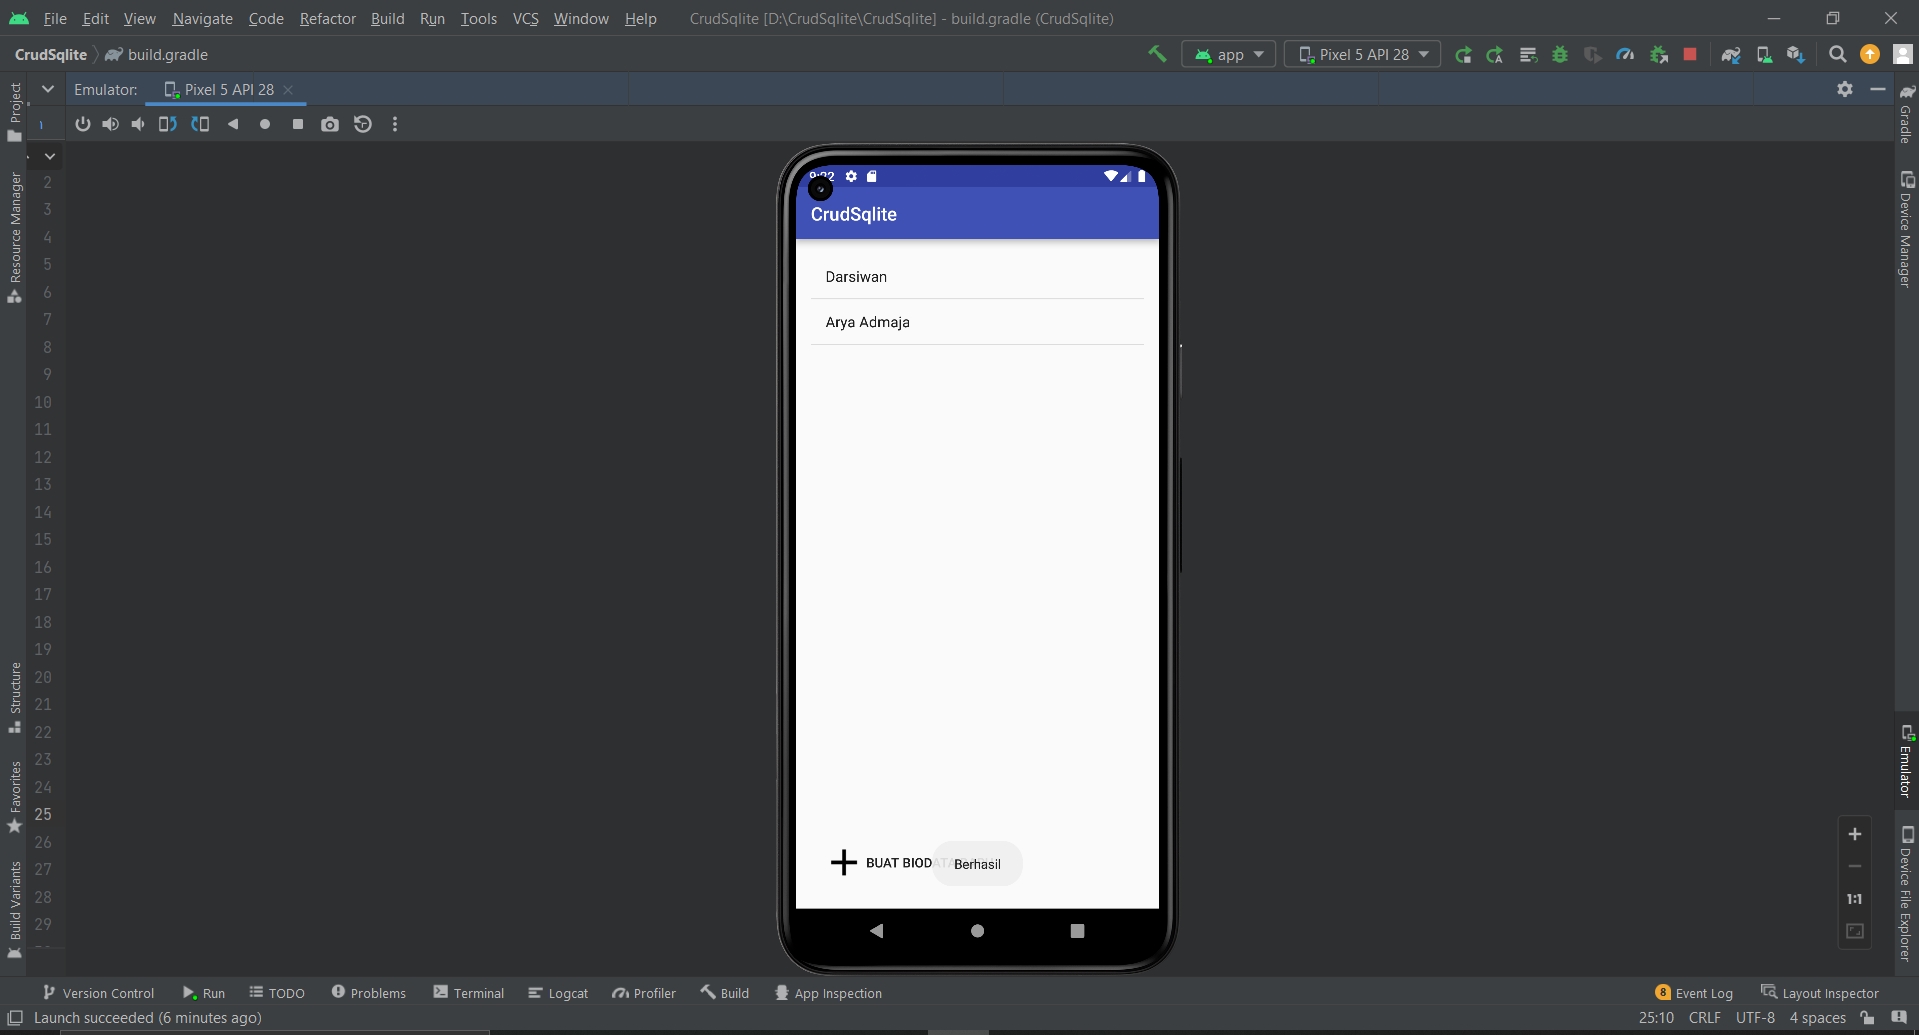 File Edit View Navigate Code Refactor Build Run Tools VCS Window Help CrudSqlite [D:\CrudSqlite\CrudSqlite] - build.gradle (CrudSqlite)
CrudSqlite build.gradle app Pixel 5 API 28
Emulator: Pixel 5 API 28
Project
Resource Manager
Structure
Favorites
Build Variants
2
3
4
5
6
7
8
9
10
11
12
13
14
15
16
17
18
19
20
21
22
23
24
25
26
27
28
29
9:22
CrudSqlite
Darsiwan
Arya Admaja
BUAT BIODATA
Berhasil
1:1
Gradle
Device Manager
Emulator
Device File Explorer
Version Control Run TODO Problems Terminal Logcat Profiler Build App Inspection 8 Event Log Layout Inspector
Launch succeeded (6 minutes ago) 25:10 CRLF UTF-8 4 spaces